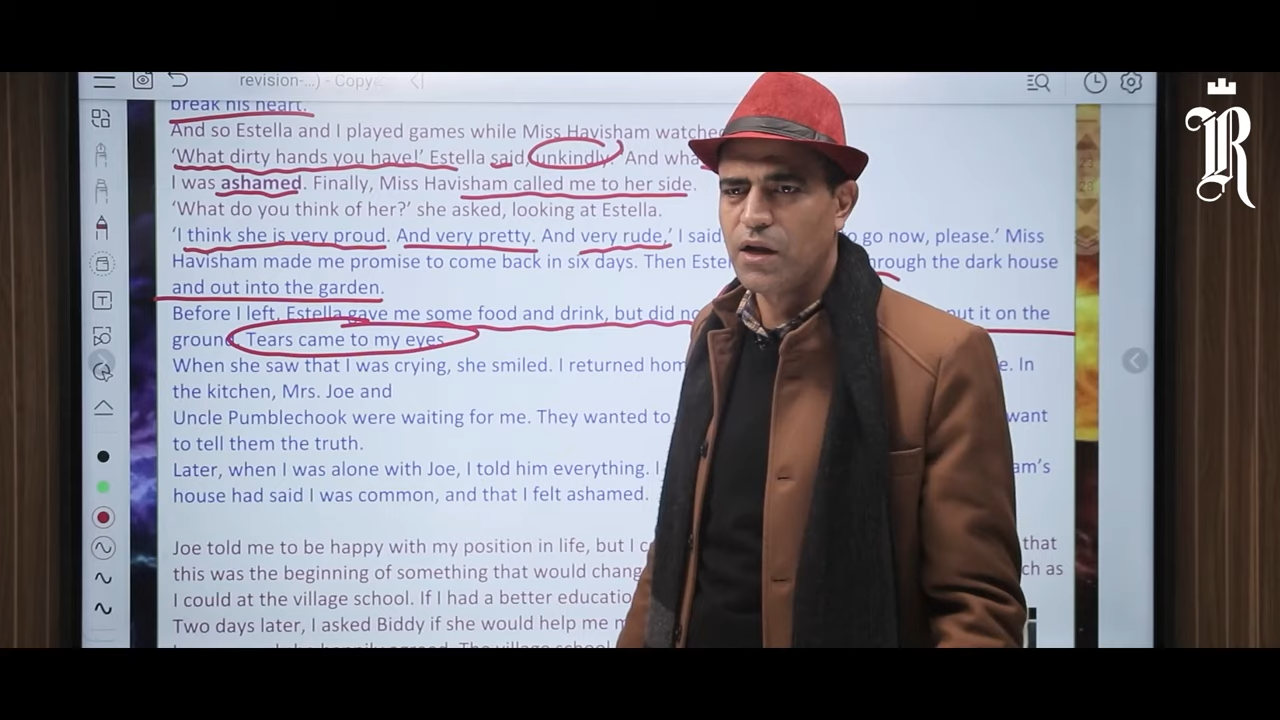 revision-...) - Copy
break his heart.
And so Estella and I played games while Miss Havisham watched
'What dirty hands you have!' Estella said unkindly. 'And wha
I was ashamed. Finally, Miss Havisham called me to her side.
'What do you think of her?' she asked, looking at Estella.
'I think she is very proud. And very pretty. And very rude,' I said to go now, please.' Miss
Havisham made me promise to come back in six days. Then Estel through the dark house
and out into the garden.
Before I left, Estella gave me some food and drink, but did no put it on the
ground. Tears came to my eyes.
When she saw that I was crying, she smiled. I returned hom e. In
the kitchen, Mrs. Joe and
Uncle Pumblechook were waiting for me. They wanted to want
to tell them the truth.
Later, when I was alone with Joe, I told him everything. I am's
house had said I was common, and that I felt ashamed.
Joe told me to be happy with my position in life, but I c that
this was the beginning of something that would chang ch as
I could at the village school. If I had a better educatio
Two days later, I asked Biddy if she would help me m
R